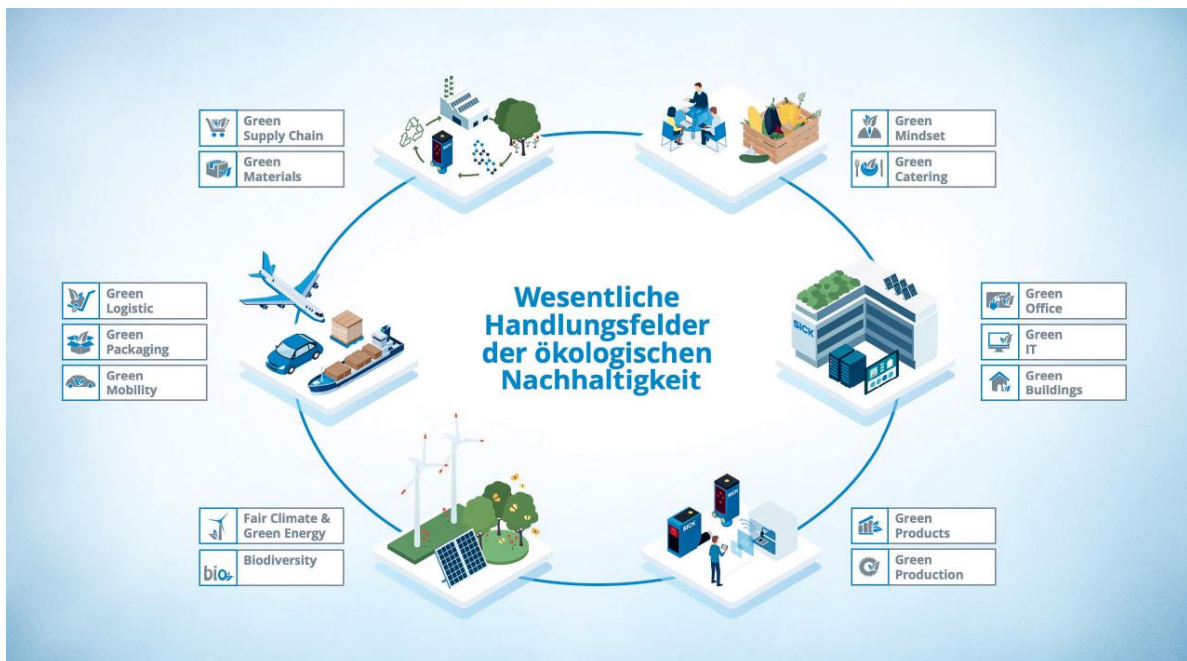 Green
Supply Chain
Green
Materials
Green
Mindset
Green
Catering
Green
Logistic
Green
Packaging
Green
Mobility
Wesentliche
Handlungsfelder
der ökologischen
Nachhaltigkeit
SICK
Green
Office
Green
IT
Green
Buildings
Fair Climate &
Green Energy
bio
Biodiversity
SICK
SICK
Green
Products
Green
Production